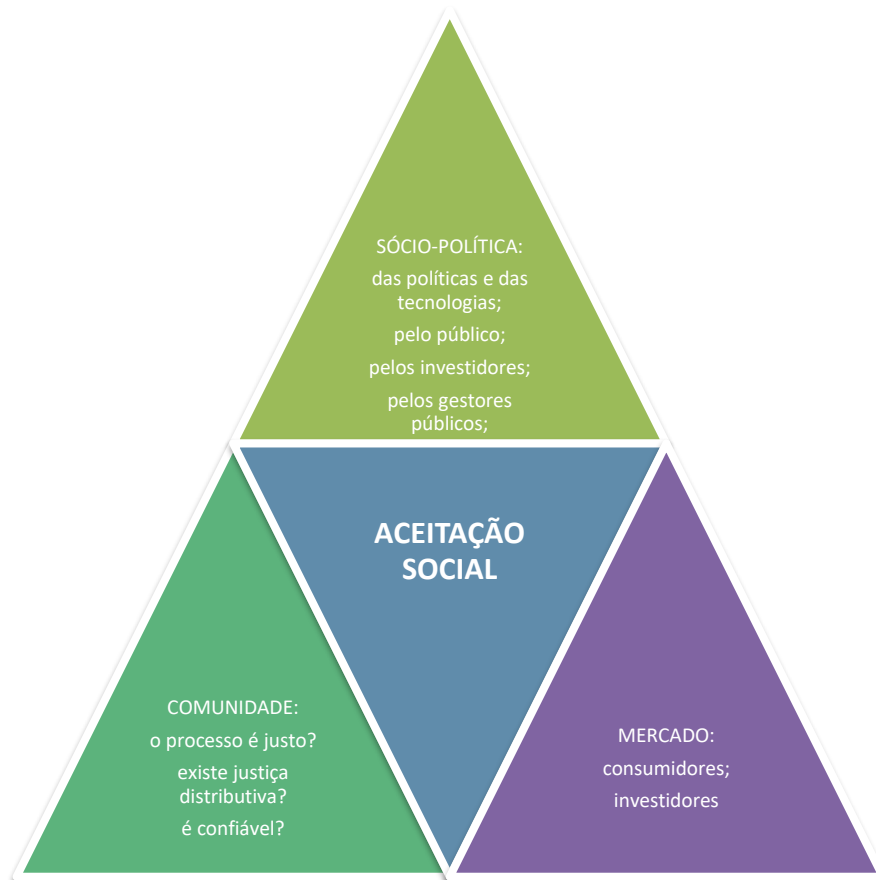 SÓCIO-POLÍTICA:
das políticas e das
tecnologias;
pelo público;
pelos investidores;
pelos gestores
públicos;
ACEITAÇÃO
SOCIAL
COMUNIDADE:
o processo é justo?
existe justiça
distributiva?
é confiável?
MERCADO:
consumidores;
investidores